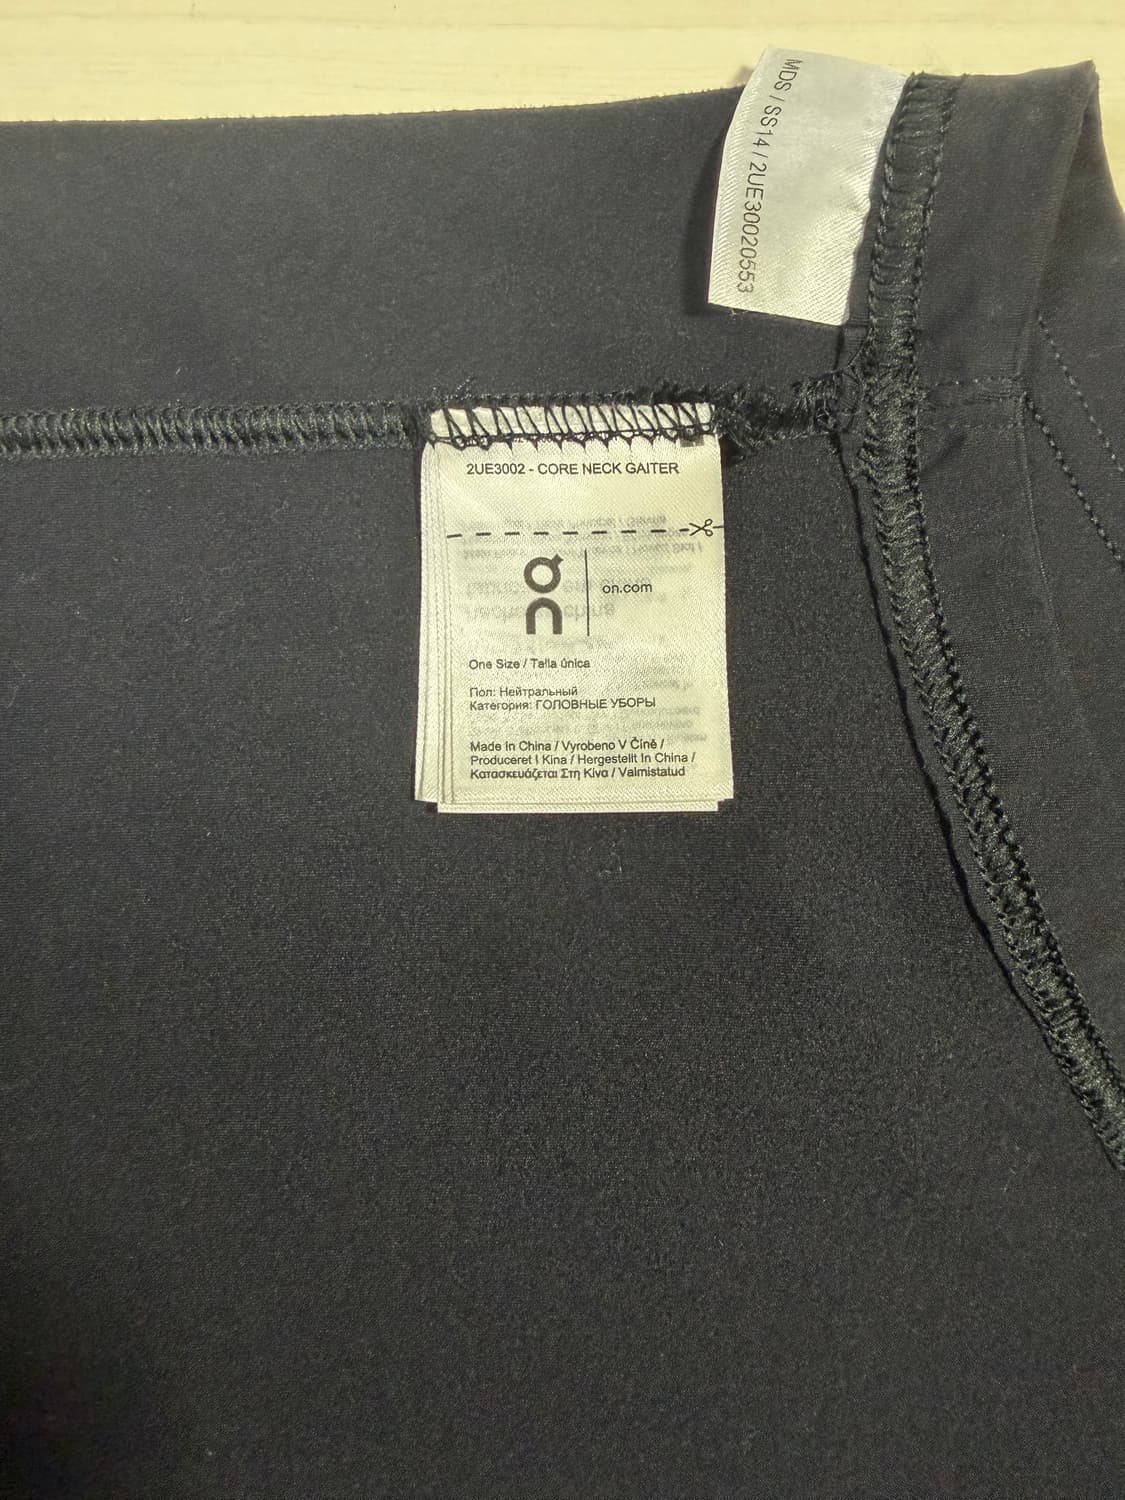 MDS / SS14 / 2UE30020553
2UE3002 - CORE NECK GAITER
on.com
One Size / Talla única
Пол: Нейтральный
Категория: ГОЛОВНЫЕ УБОРЫ
Made In China / Vyrobeno V Číně /
Produceret I Kina / Hergestellt In China /
Κατασκευάζεται Στη Κίνα / Valmistatud